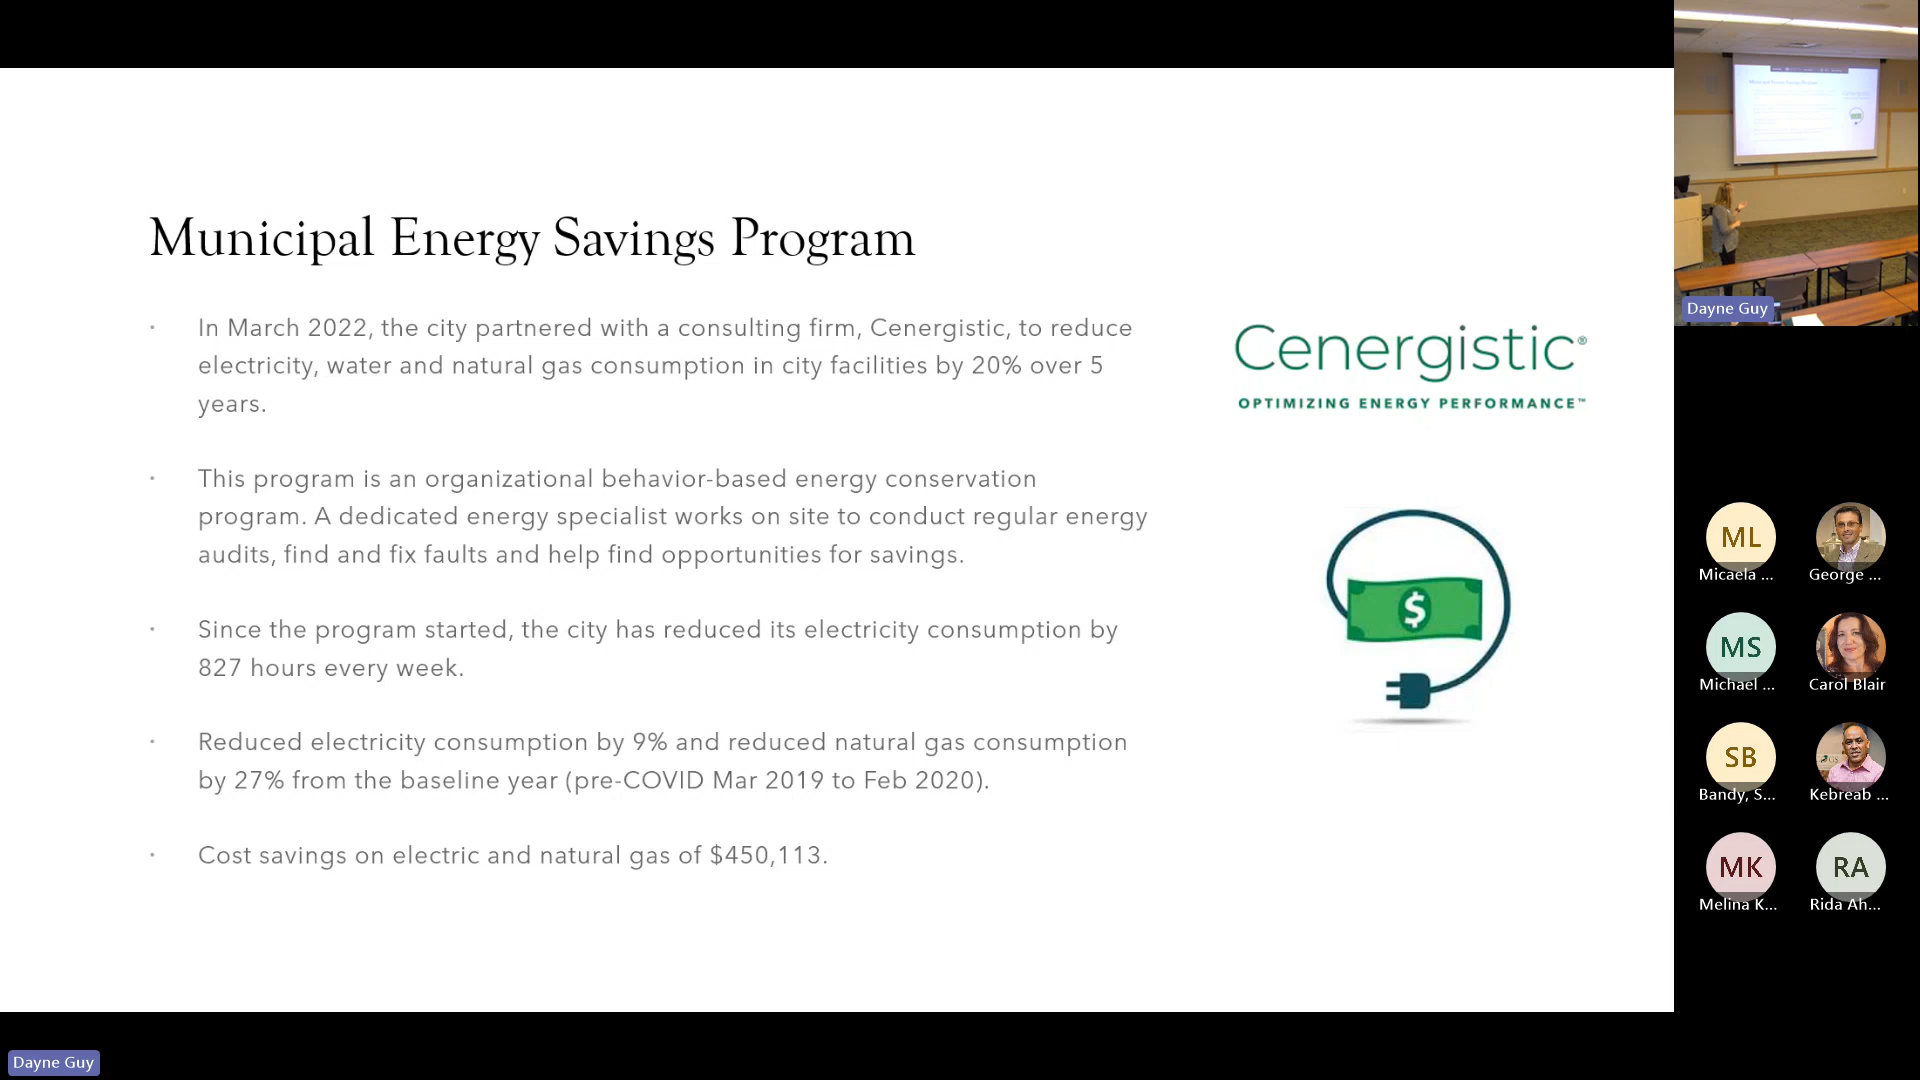 Municipal Energy Savings Program
· In March 2022, the city partnered with a consulting firm, Cenergistic, to reduce
electricity, water and natural gas consumption in city facilities by 20% over 5
years.
· This program is an organizational behavior-based energy conservation
program. A dedicated energy specialist works on site to conduct regular energy
audits, find and fix faults and help find opportunities for savings.
· Since the program started, the city has reduced its electricity consumption by
827 hours every week.
· Reduced electricity consumption by 9% and reduced natural gas consumption
by 27% from the baseline year (pre-COVID Mar 2019 to Feb 2020).
· Cost savings on electric and natural gas of $450,113.
Cenergistic®
OPTIMIZING ENERGY PERFORMANCE™
$
Dayne Guy
Municipal Energy Savings Program
Dayne Guy
ML
Micaela ...
George ...
MS
Michael ...
Carol Blair
SB
Bandy, S...
Kebreab ...
MK
Melina K...
RA
Rida Ah...